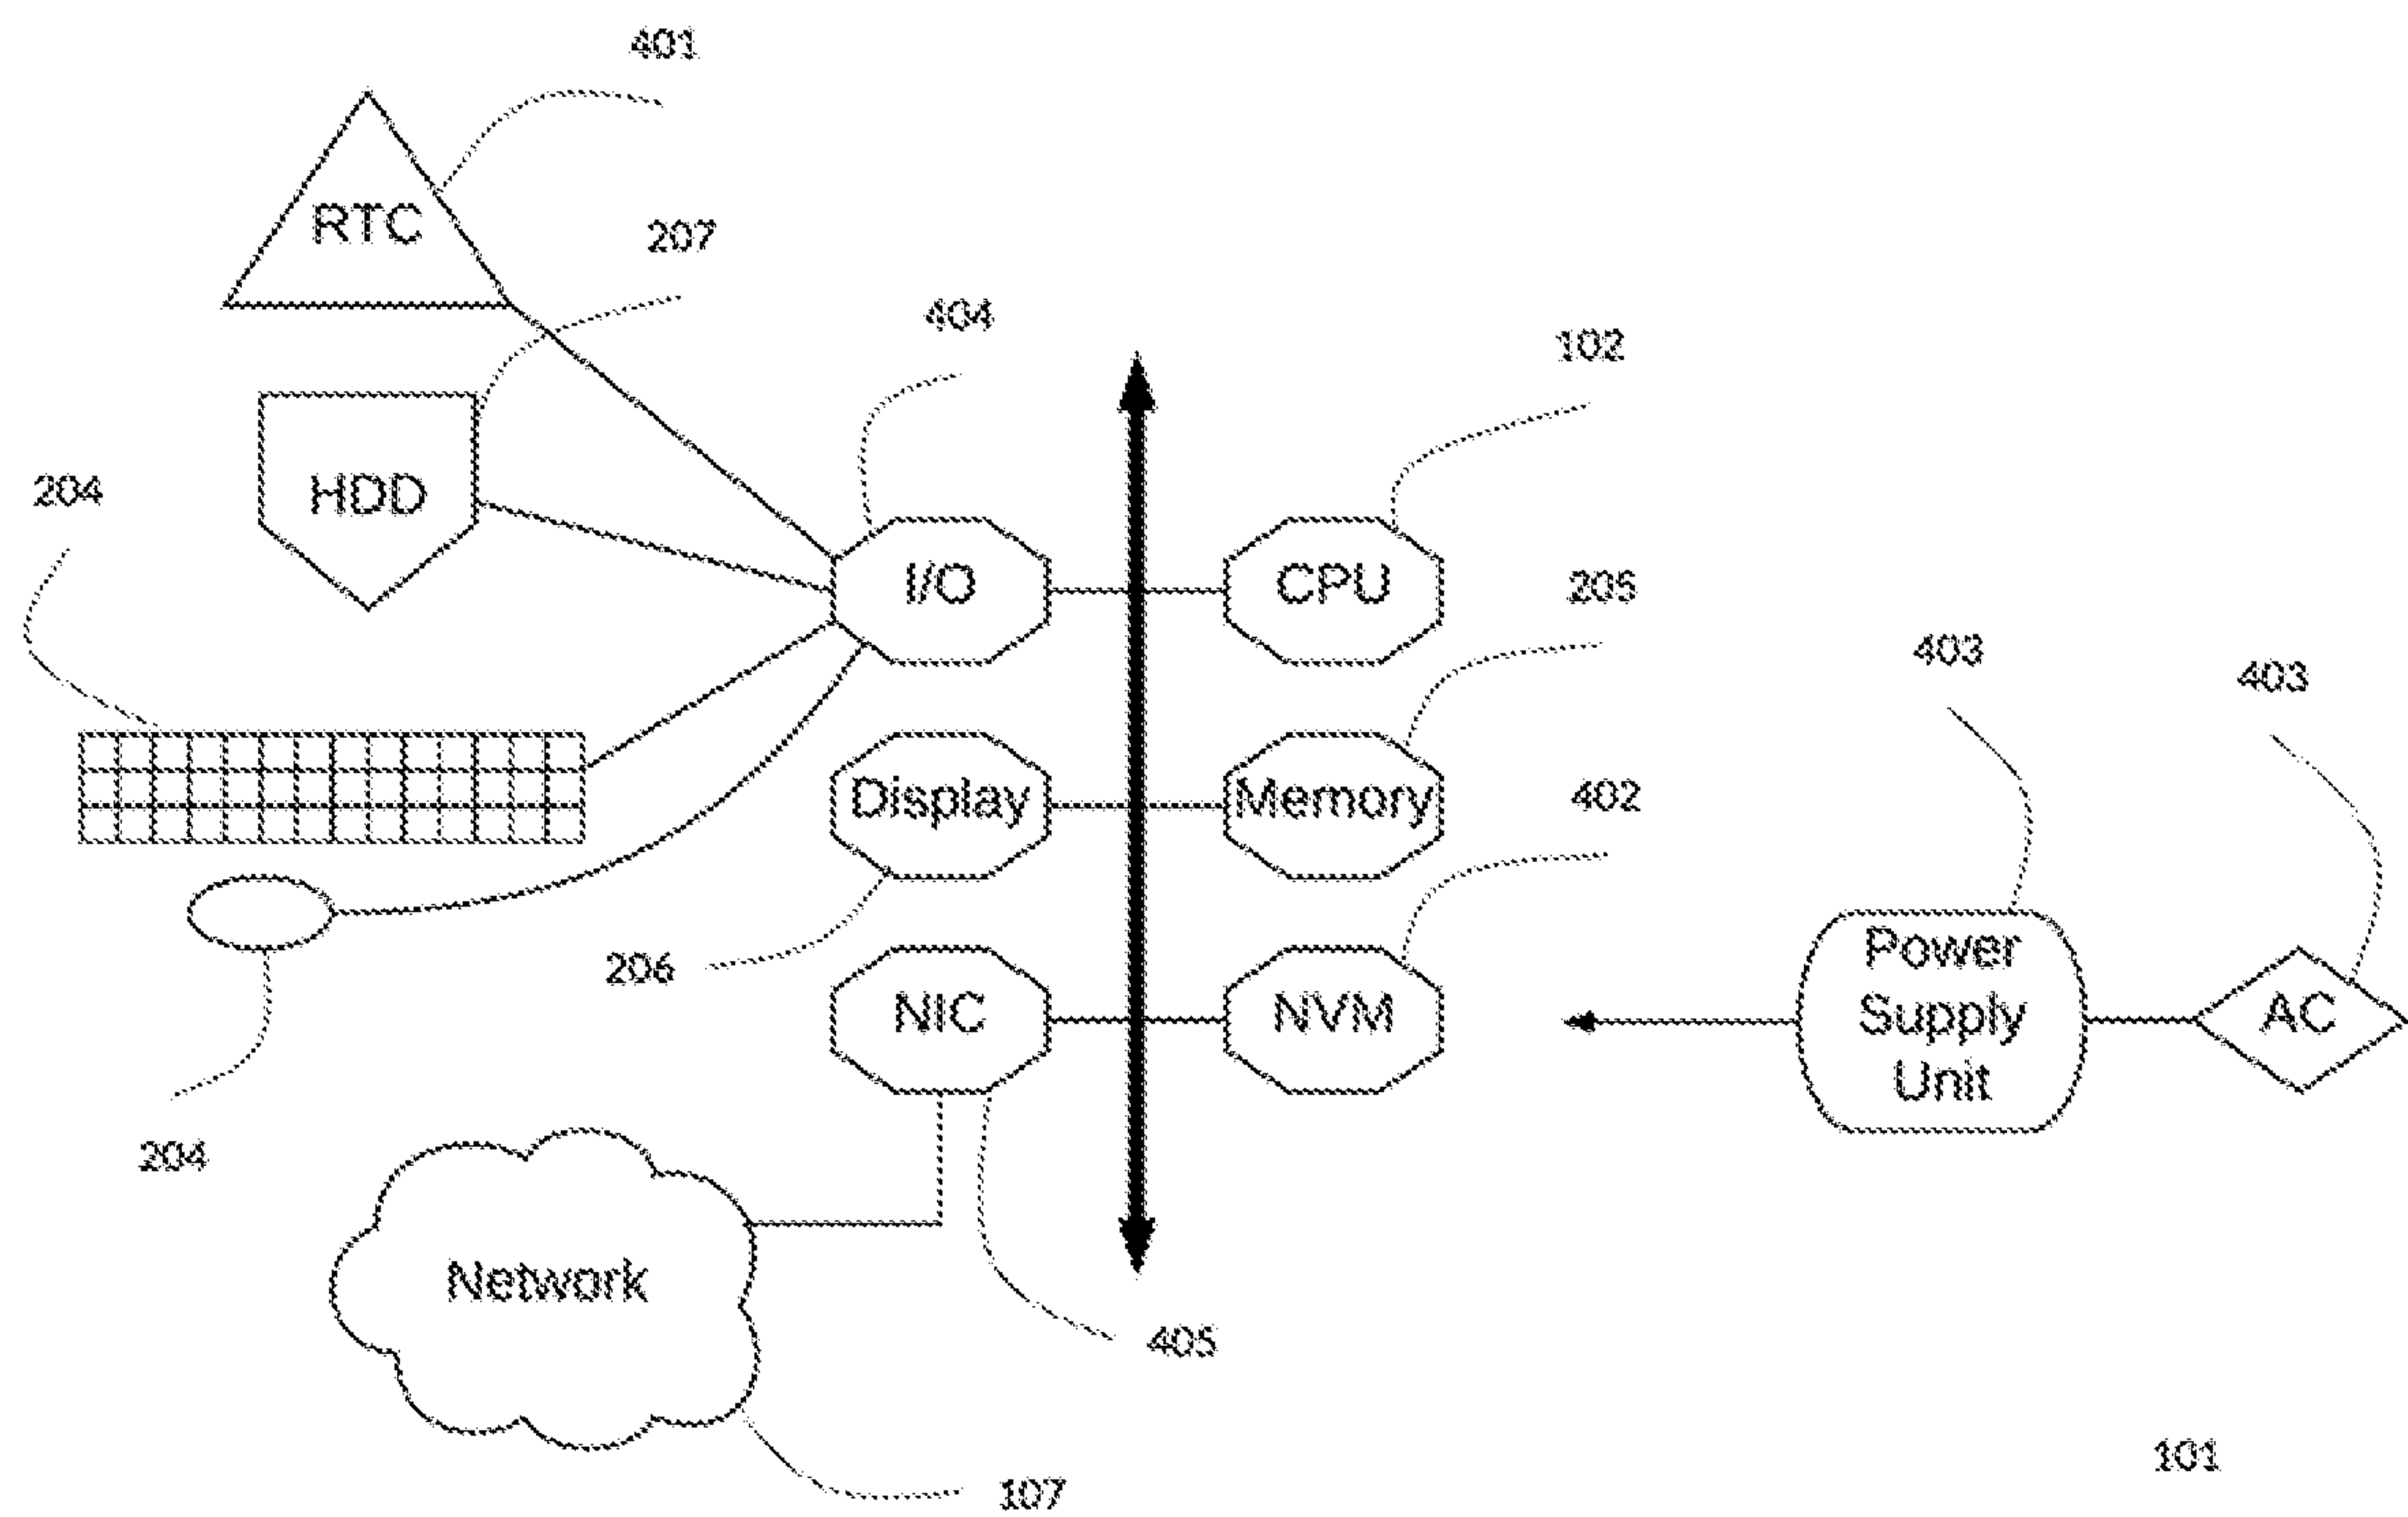 401
RTC
207
404
102
HDD
204
I/O
CPU
205
403
403
Display
Memory
402
206
NIC
NVM
Power
Supply
Unit
AC
204
Network
405
107
101